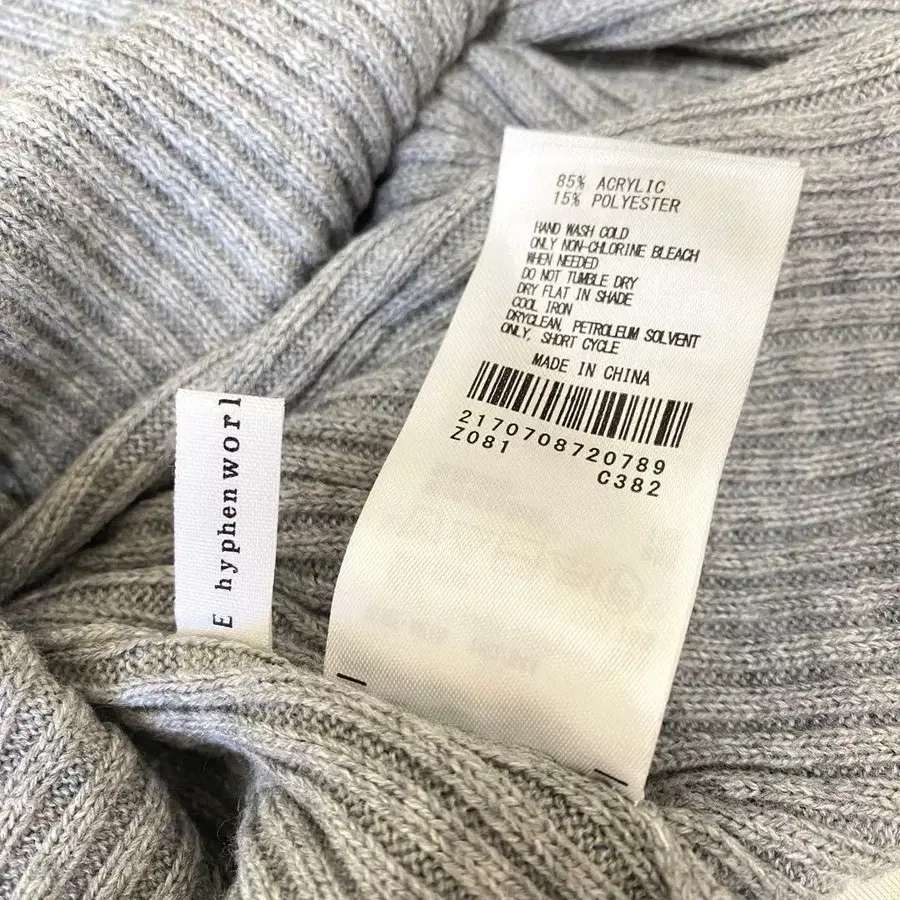 85% ACRYLIC
15% POLYESTER
HAND WASH COLD
ONLY NON-CHLORINE BLEACH
WHEN NEEDED
DO NOT TUMBLE DRY
DRY FLAT IN SHADE
COOL IRON
DRYCLEAN, PETROLEUM SOLVENT
ONLY, SHORT CYCLE
MADE IN CHINA
2170708720789
Z081
C382
E hyphenworl